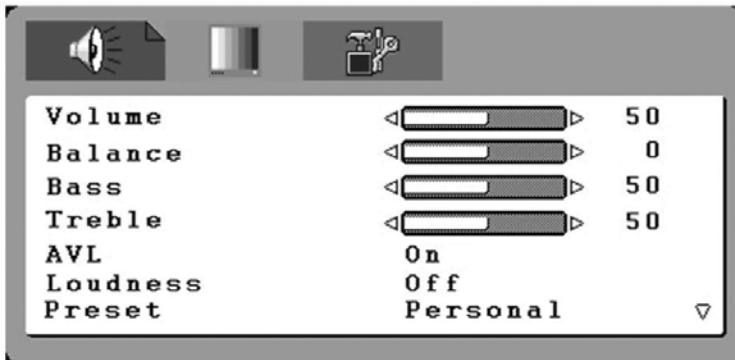 Volume 50
Balance 0
Bass 50
Treble 50
AVL On
Loudness Off
Preset Personal